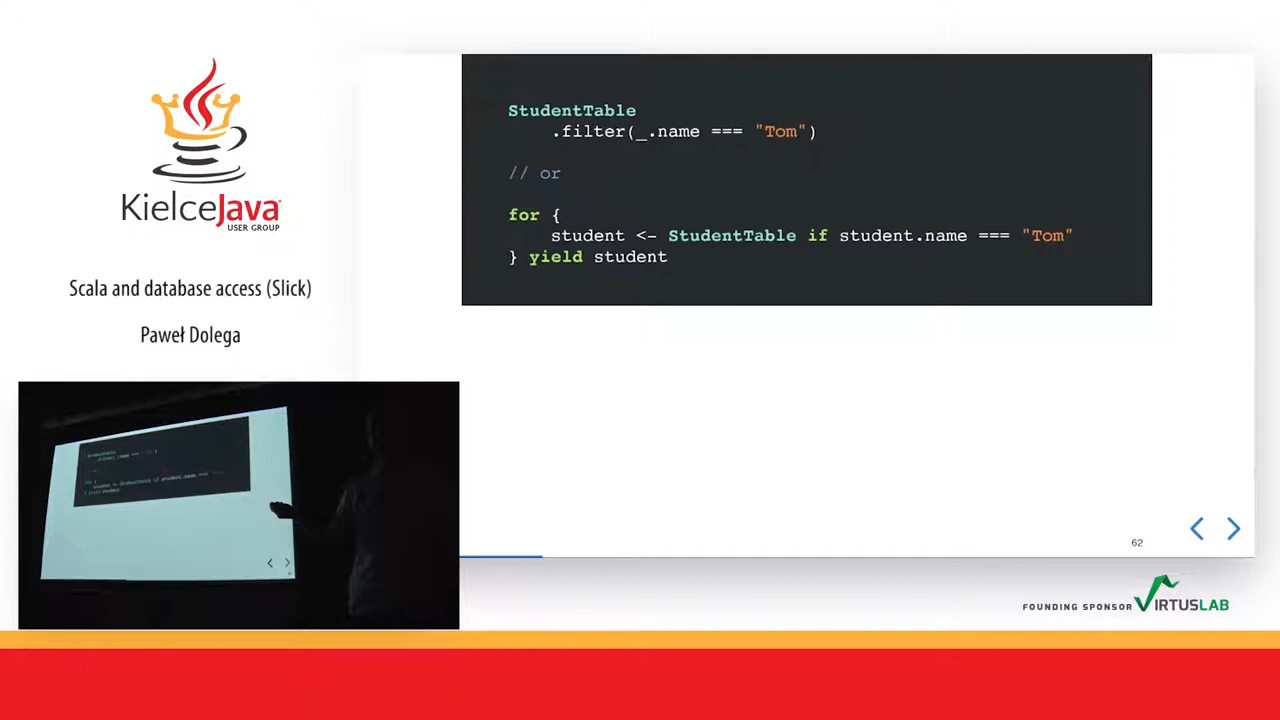 KielceJava
USER GROUP
Scala and database access (Slick)
Paweł Dolega
StudentTable
.filter(_.name === "Tom")
// or
for {
student <- StudentTable if student.name === "Tom"
} yield student
62
FOUNDING SPONSOR VIRTUSLAB